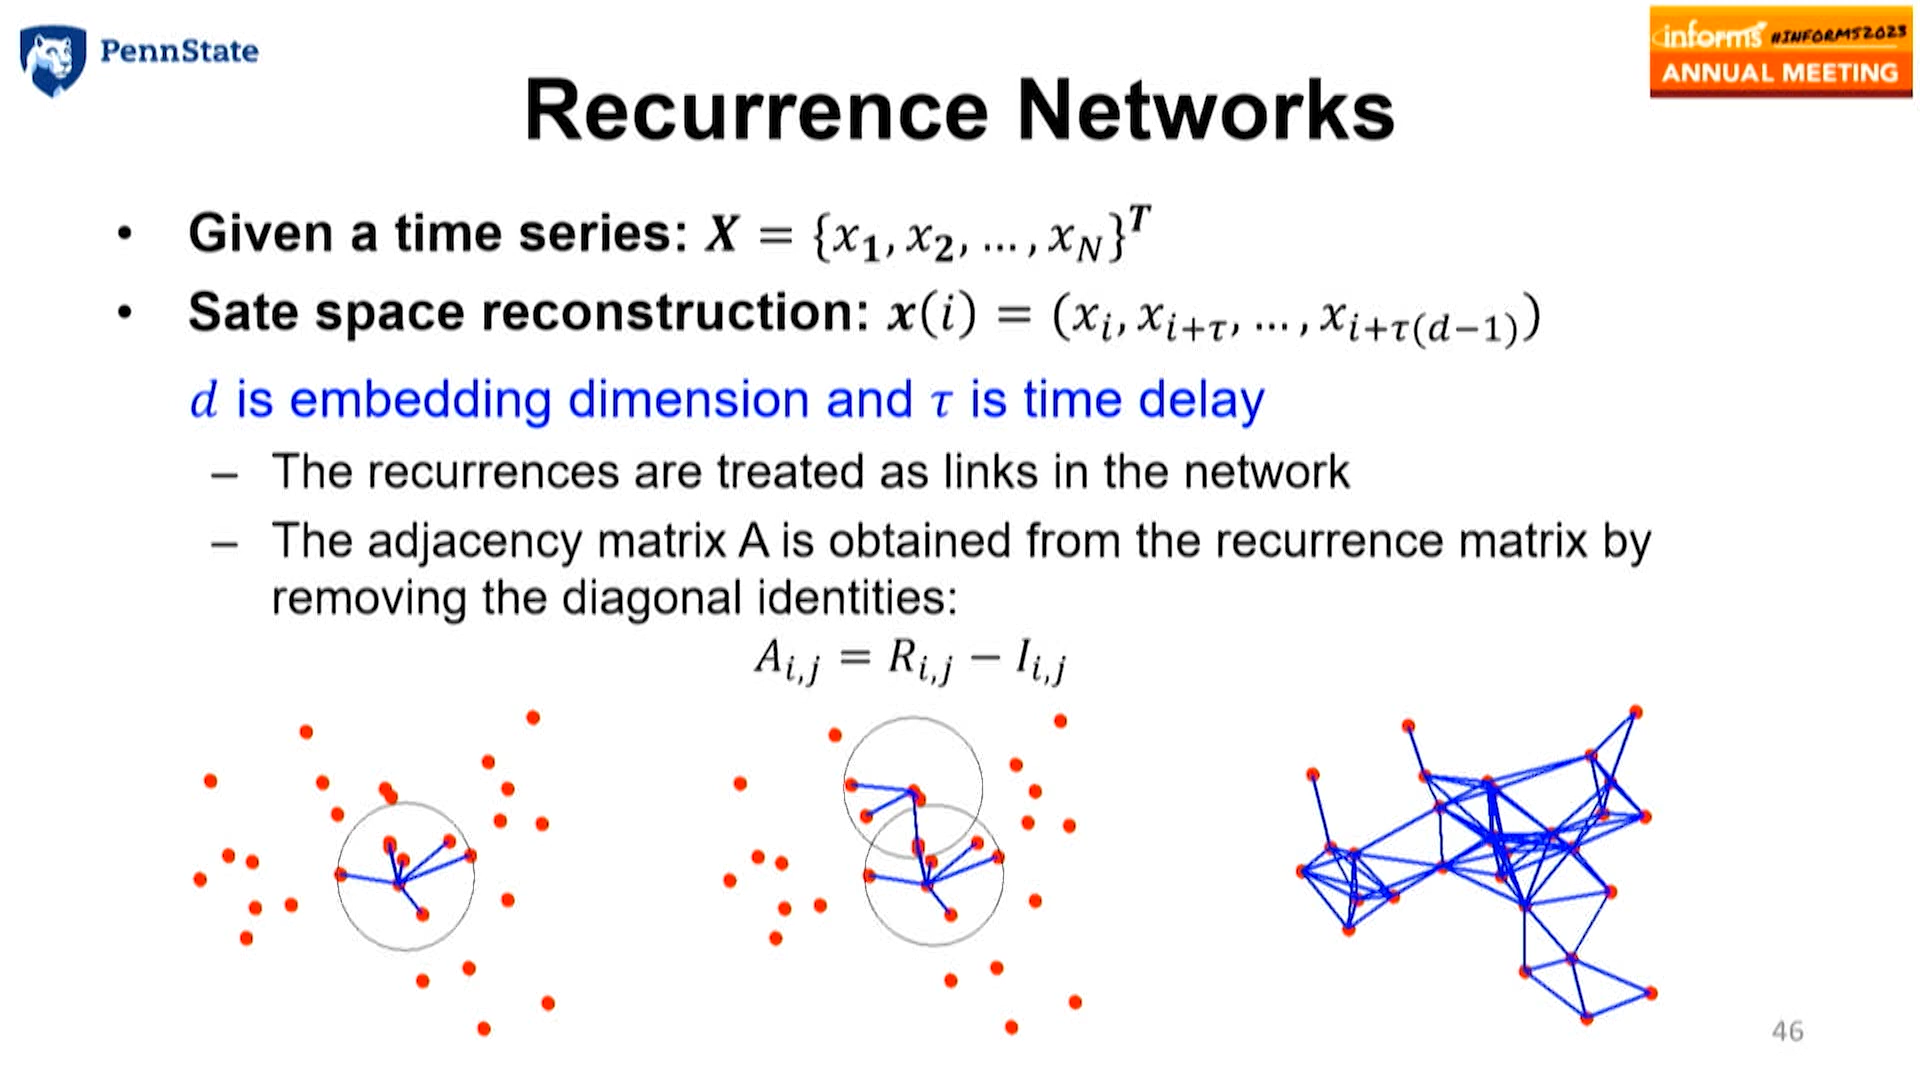 PennState
informs #INFORMS2023
ANNUAL MEETING
Recurrence Networks
• Given a time series: X = {x₁, x₂, … , x_N}ᵀ
• Sate space reconstruction: x(i) = (x_i, x_{i+τ}, … , x_{i+τ(d−1)})
d is embedding dimension and τ is time delay
– The recurrences are treated as links in the network
– The adjacency matrix A is obtained from the recurrence matrix by
removing the diagonal identities:
A_{i,j} = R_{i,j} − I_{i,j}
46